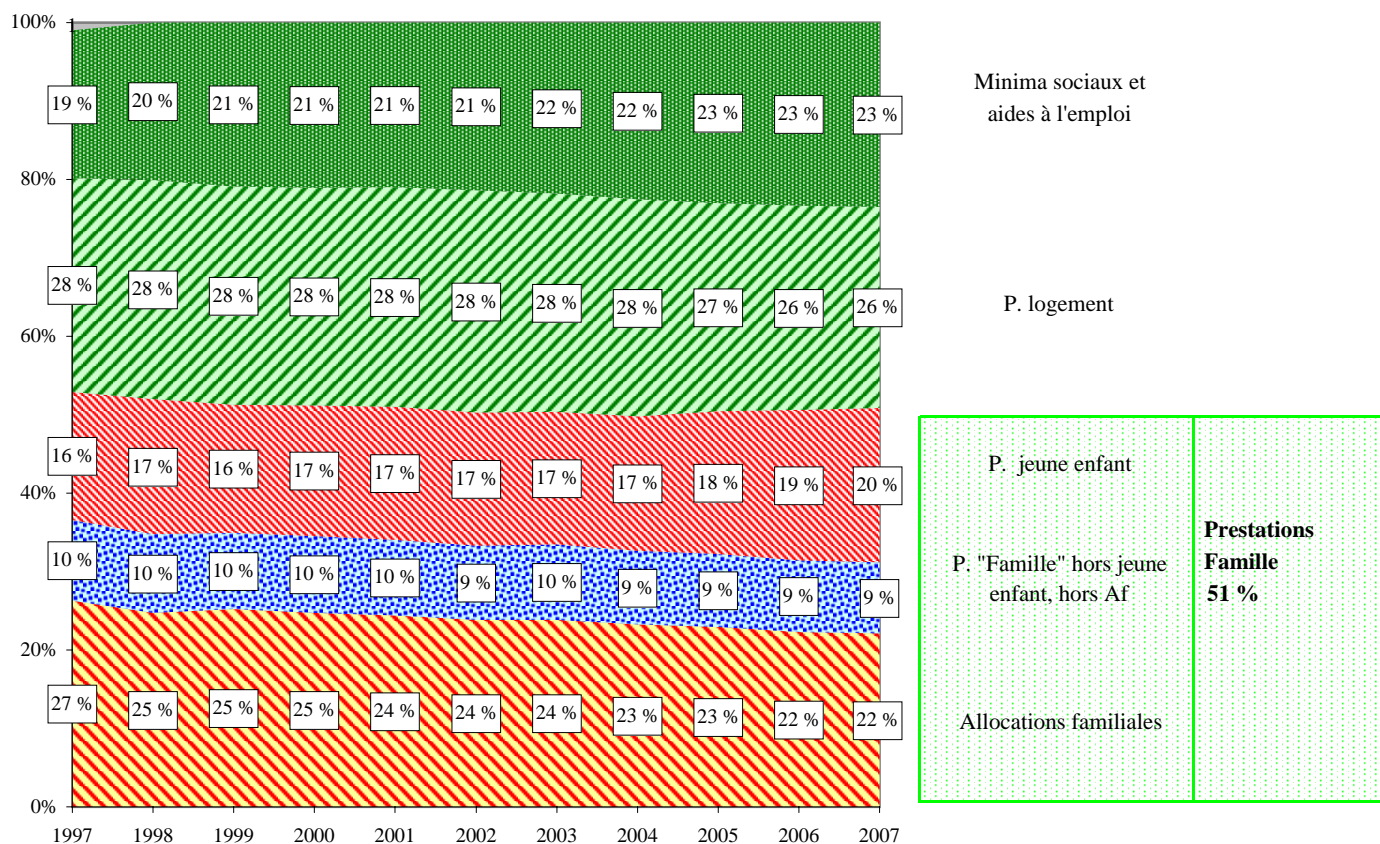 100%
19 % 20 % 21 % 21 % 21 % 21 % 22 % 22 % 23 % 23 % 23 %
Minima sociaux et
aides à l'emploi
80%
28 % 28 % 28 % 28 % 28 % 28 % 28 % 28 % 27 % 26 % 26 %
P. logement
60%
16 % 17 % 16 % 17 % 17 % 17 % 17 % 17 % 18 % 19 % 20 %
P. jeune enfant
40%
10 % 10 % 10 % 10 % 10 % 9 % 10 % 9 % 9 % 9 % 9 %
P. "Famille" hors jeune
enfant, hors Af
Prestations
Famille
51 %
20%
27 % 25 % 25 % 25 % 24 % 24 % 24 % 23 % 23 % 22 % 22 %
Allocations familiales
0%
1997 1998 1999 2000 2001 2002 2003 2004 2005 2006 2007